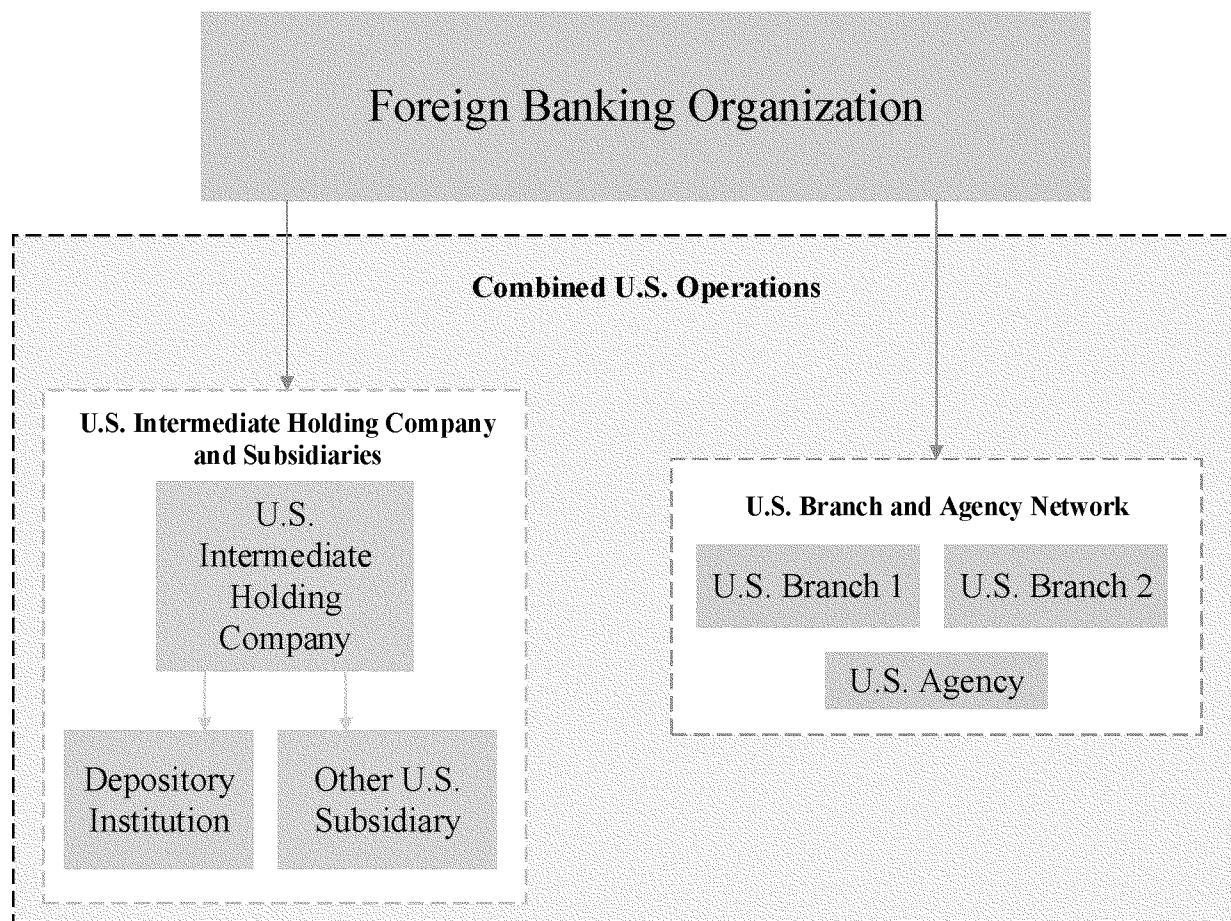 Foreign Banking Organization
Combined U.S. Operations
U.S. Intermediate Holding Company
and Subsidiaries
U.S.
Intermediate
Holding
Company
Depository
Institution
Other U.S.
Subsidiary
U.S. Branch and Agency Network
U.S. Branch 1
U.S. Branch 2
U.S. Agency